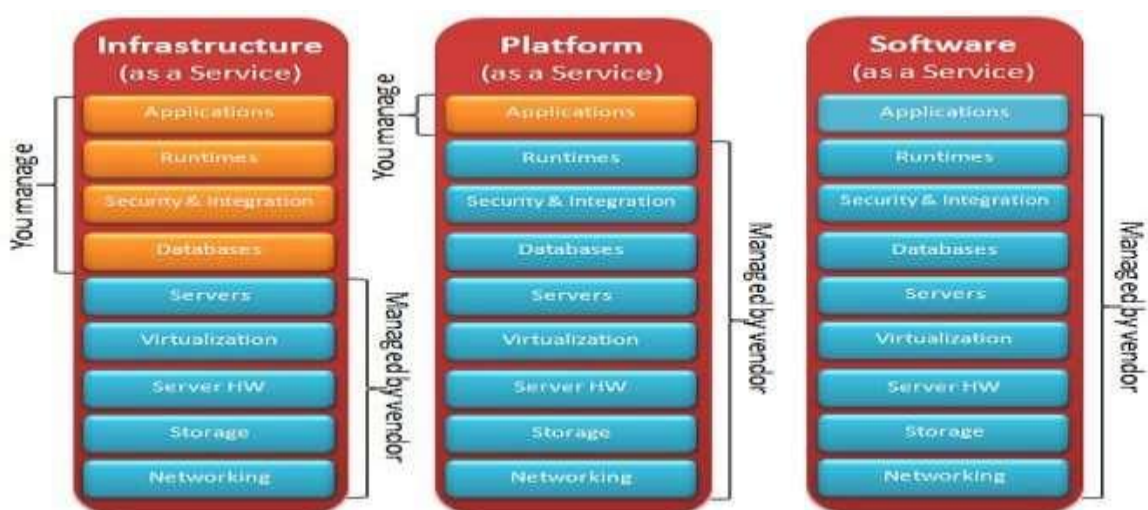 Infrastructure
(as a Service)
You manage
Applications
Runtimes
Security & Integration
Databases
Servers
Virtualization
Server HW
Storage
Networking
Managed by vendor
Platform
(as a Service)
You manage
Applications
Runtimes
Security & Integration
Databases
Servers
Virtualization
Server HW
Storage
Networking
Managed by vendor
Software
(as a Service)
Applications
Runtimes
Security & Integration
Databases
Servers
Virtualization
Server HW
Storage
Networking
Managed by vendor